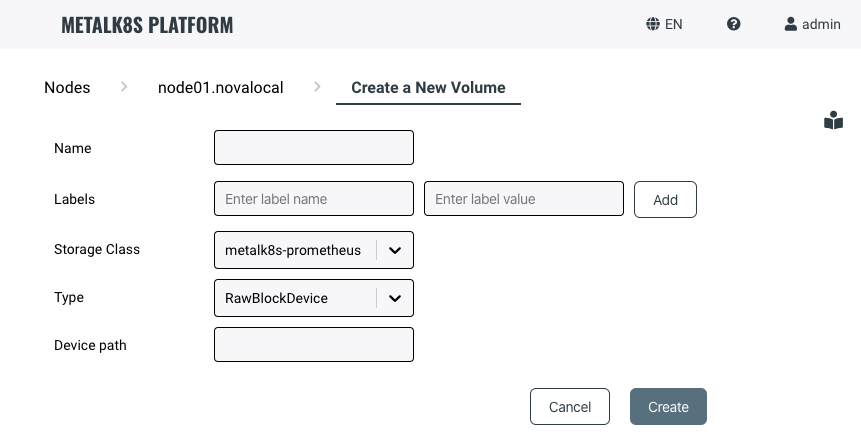 METALK8S PLATFORM
EN
admin
Nodes
node01.novalocal
Create a New Volume
Name
Labels
Enter label name
Enter label value
Add
Storage Class
metalk8s-prometheus
Type
RawBlockDevice
Device path
Cancel
Create